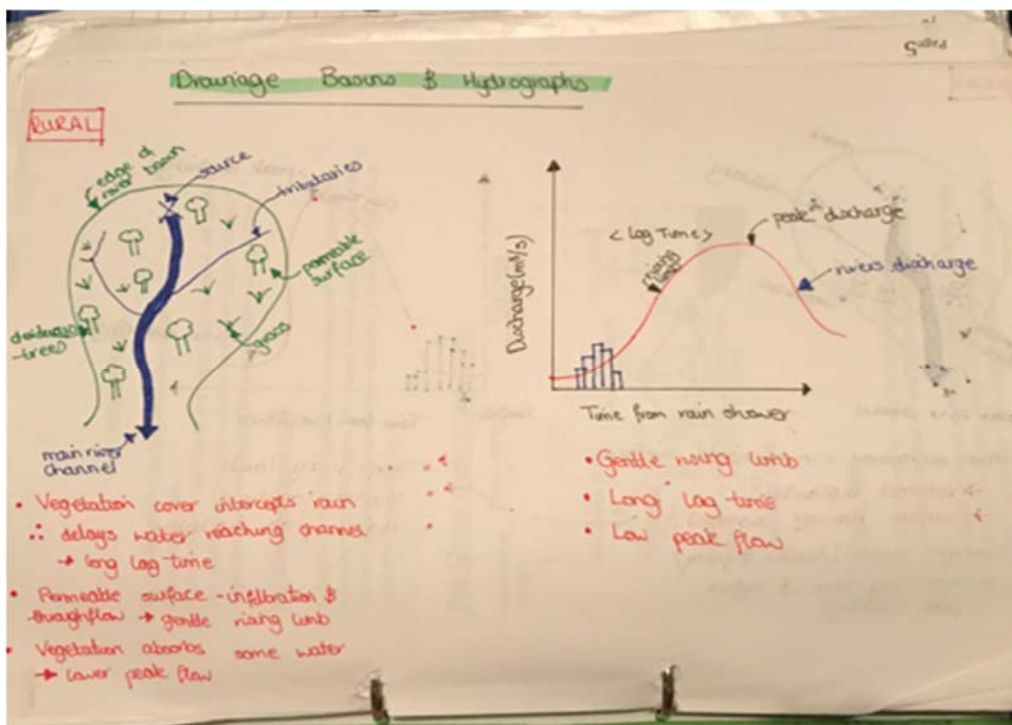 Drainiage Basins & Hydrographs
RURAL
edge of
river basin
source
tributaries
permeable
surface
deciduous
-trees
grass
main river
channel
• Vegetation cover intercepts rain
∴ delays water reaching channel
→ long lag time
• Permeable surface - infiltration &
throughflow → gentle rising limb
• Vegetation absorbs some water
→ lower peak flow
Discharge (m³/s)
< Lag Time >
rising
limb
peak discharge
rivers discharge
Time from rain shower
• Gentle rising limb
• Long lag time
• Low peak flow